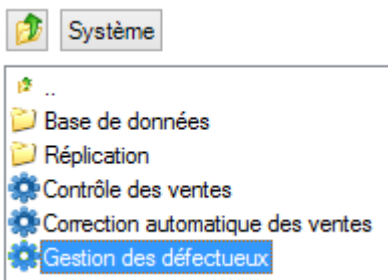 Système
..
Base de données
Réplication
Contrôle des ventes
Correction automatique des ventes
Gestion des défectueux